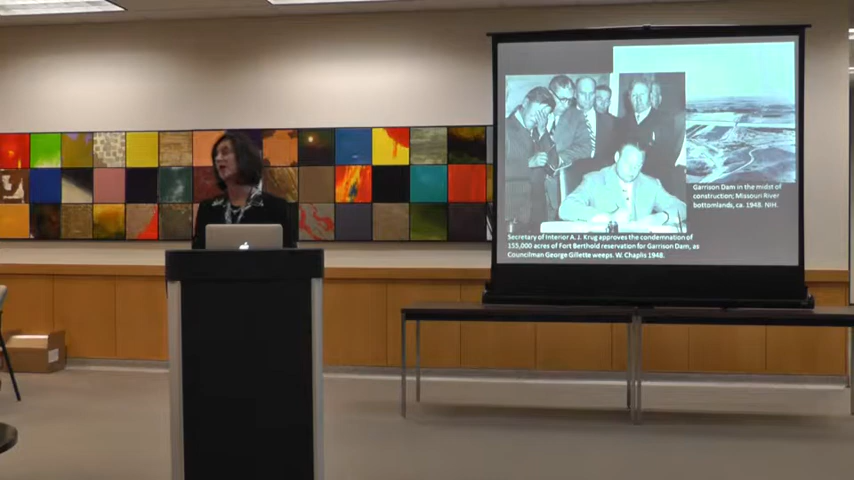 Garrison Dam in the midst of
construction; Missouri River
bottomlands, ca. 1948. NIH.
Secretary of Interior A. J. Krug approves the condemnation of
155,000 acres of Fort Berthold reservation for Garrison Dam, as
Councilman George Gillette weeps. W. Chaplis 1948.